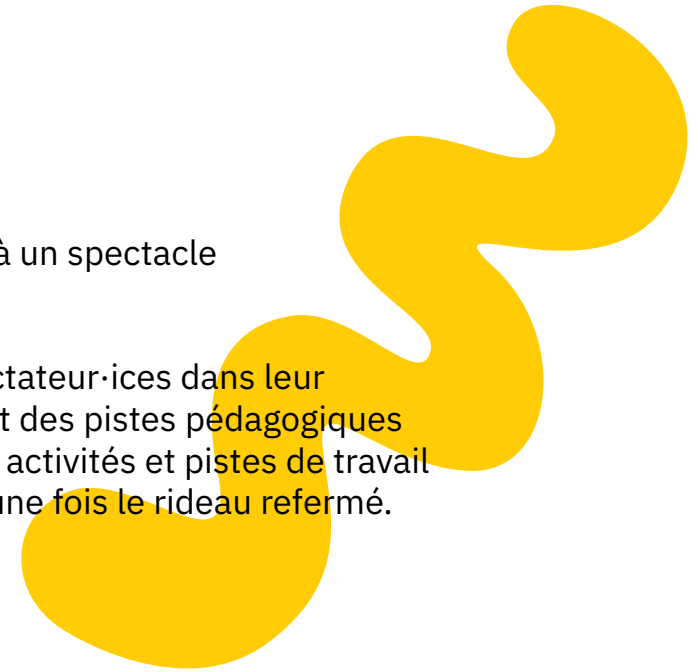 à un spectacle
ctateur·ices dans leur
t des pistes pédagogiques
activités et pistes de travail
une fois le rideau refermé.